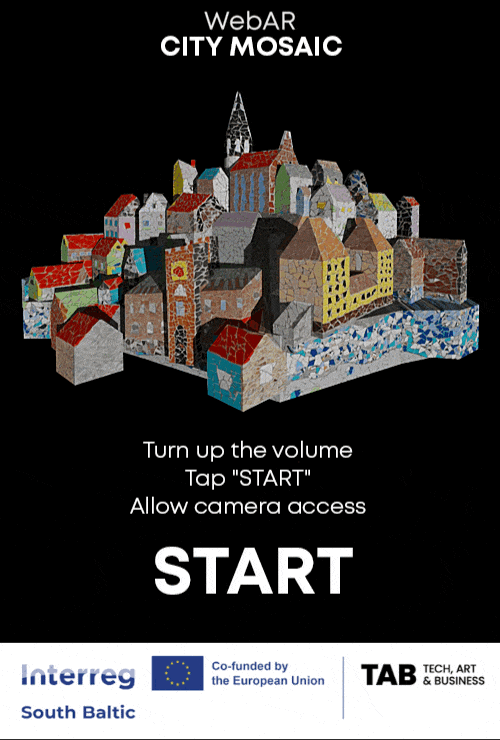 WebAR
CITY MOSAIC
Turn up the volume
Tap "START"
Allow camera access
START
Interreg
South Baltic
Co-funded by
the European Union
TAB
TECH, ART
& BUSINESS